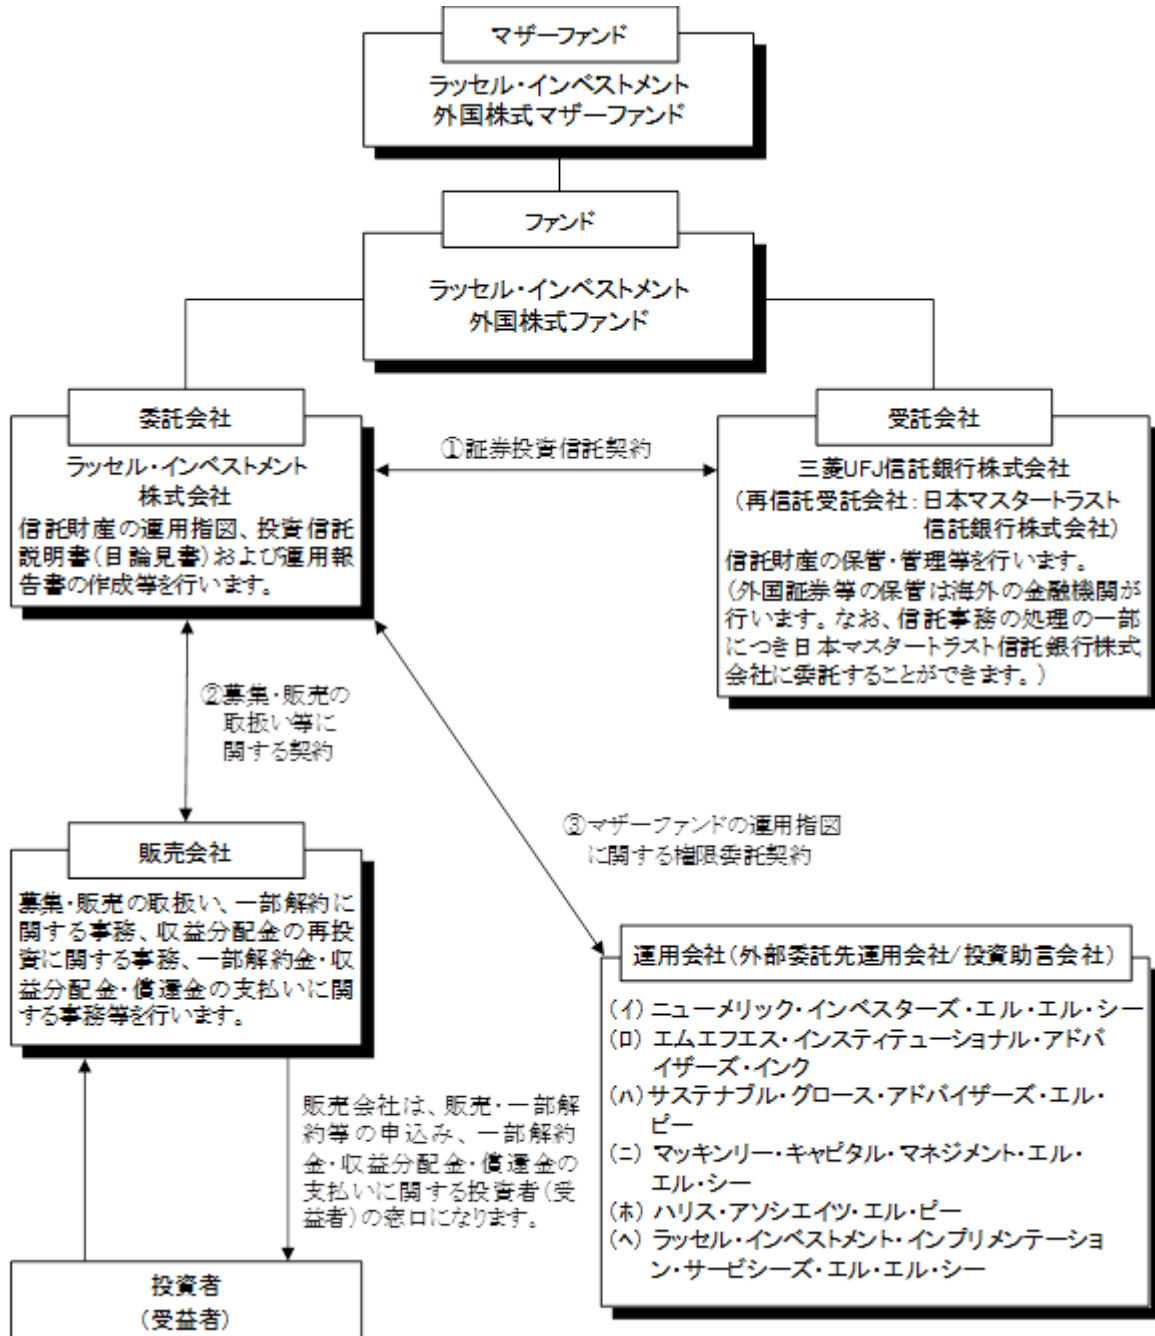 マザーファンド
ラッセル・インベストメント
外国株式マザーファンド
ファンド
ラッセル・インベストメント
外国株式ファンド
委託会社
ラッセル・インベストメント
株式会社
信託財産の運用指図、投資信託
説明書(目論見書)および運用報
告書の作成等を行います。
①証券投資信託契約
受託会社
三菱UFJ信託銀行株式会社
(再信託受託会社:日本マスタートラスト
信託銀行株式会社)
信託財産の保管・管理等を行います。
(外国証券等の保管は海外の金融機関が
行います。なお、信託事務の処理の一部
につき日本マスタートラスト信託銀行株式
会社に委託することができます。)
②募集・販売の
取扱い等に
関する契約
③マザーファンドの運用指図
に関する権限委託契約
販売会社
募集・販売の取扱い、一部解約に
関する事務、収益分配金の再投
資に関する事務、一部解約金・収
益分配金・償還金の支払いに関
する事務等を行います。
運用会社(外部委託先運用会社/投資助言会社)
(イ) ニューメリック・インベスターズ・エル・エル・シー
(ロ) エムエフエス・インスティテューショナル・アドバ
イザーズ・インク
(ハ) サステナブル・グロース・アドバイザーズ・エル・
ピー
(ニ) マッキンリー・キャピタル・マネジメント・エル・
エル・シー
(ホ) ハリス・アソシエイツ・エル・ピー
(ヘ) ラッセル・インベストメント・インプリメンテーショ
ン・サービシーズ・エル・エル・シー
販売会社は、販売・一部解
約等の申込み、一部解約
金・収益分配金・償還金の
支払いに関する投資者(受
益者)の窓口になります。
投資者
(受益者)